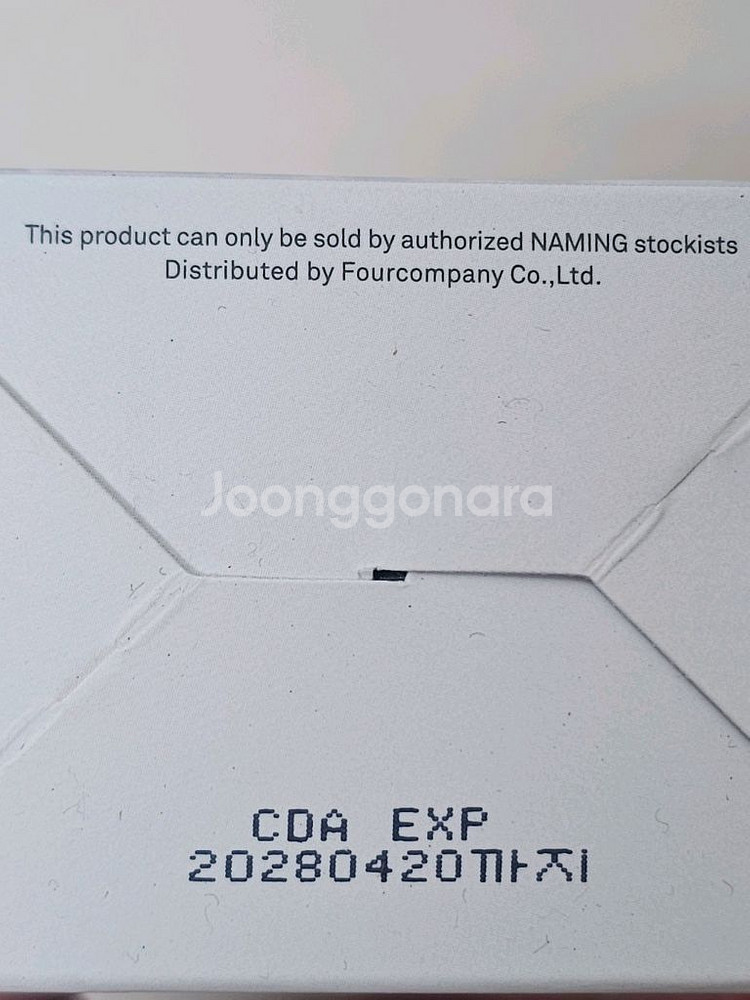 This product can only be sold by authorized NAMING stockists
Distributed by Fourcompany Co.,Ltd.
Joonggonara
CDA EXP
20280420까지